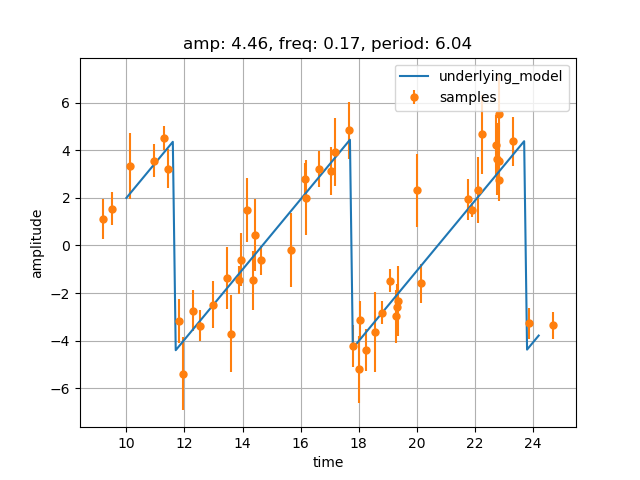 amp: 4.46, freq: 0.17, period: 6.04
underlying_model
samples
6
4
2
0
−2
−4
−6
amplitude
10 12 14 16 18 20 22 24
time